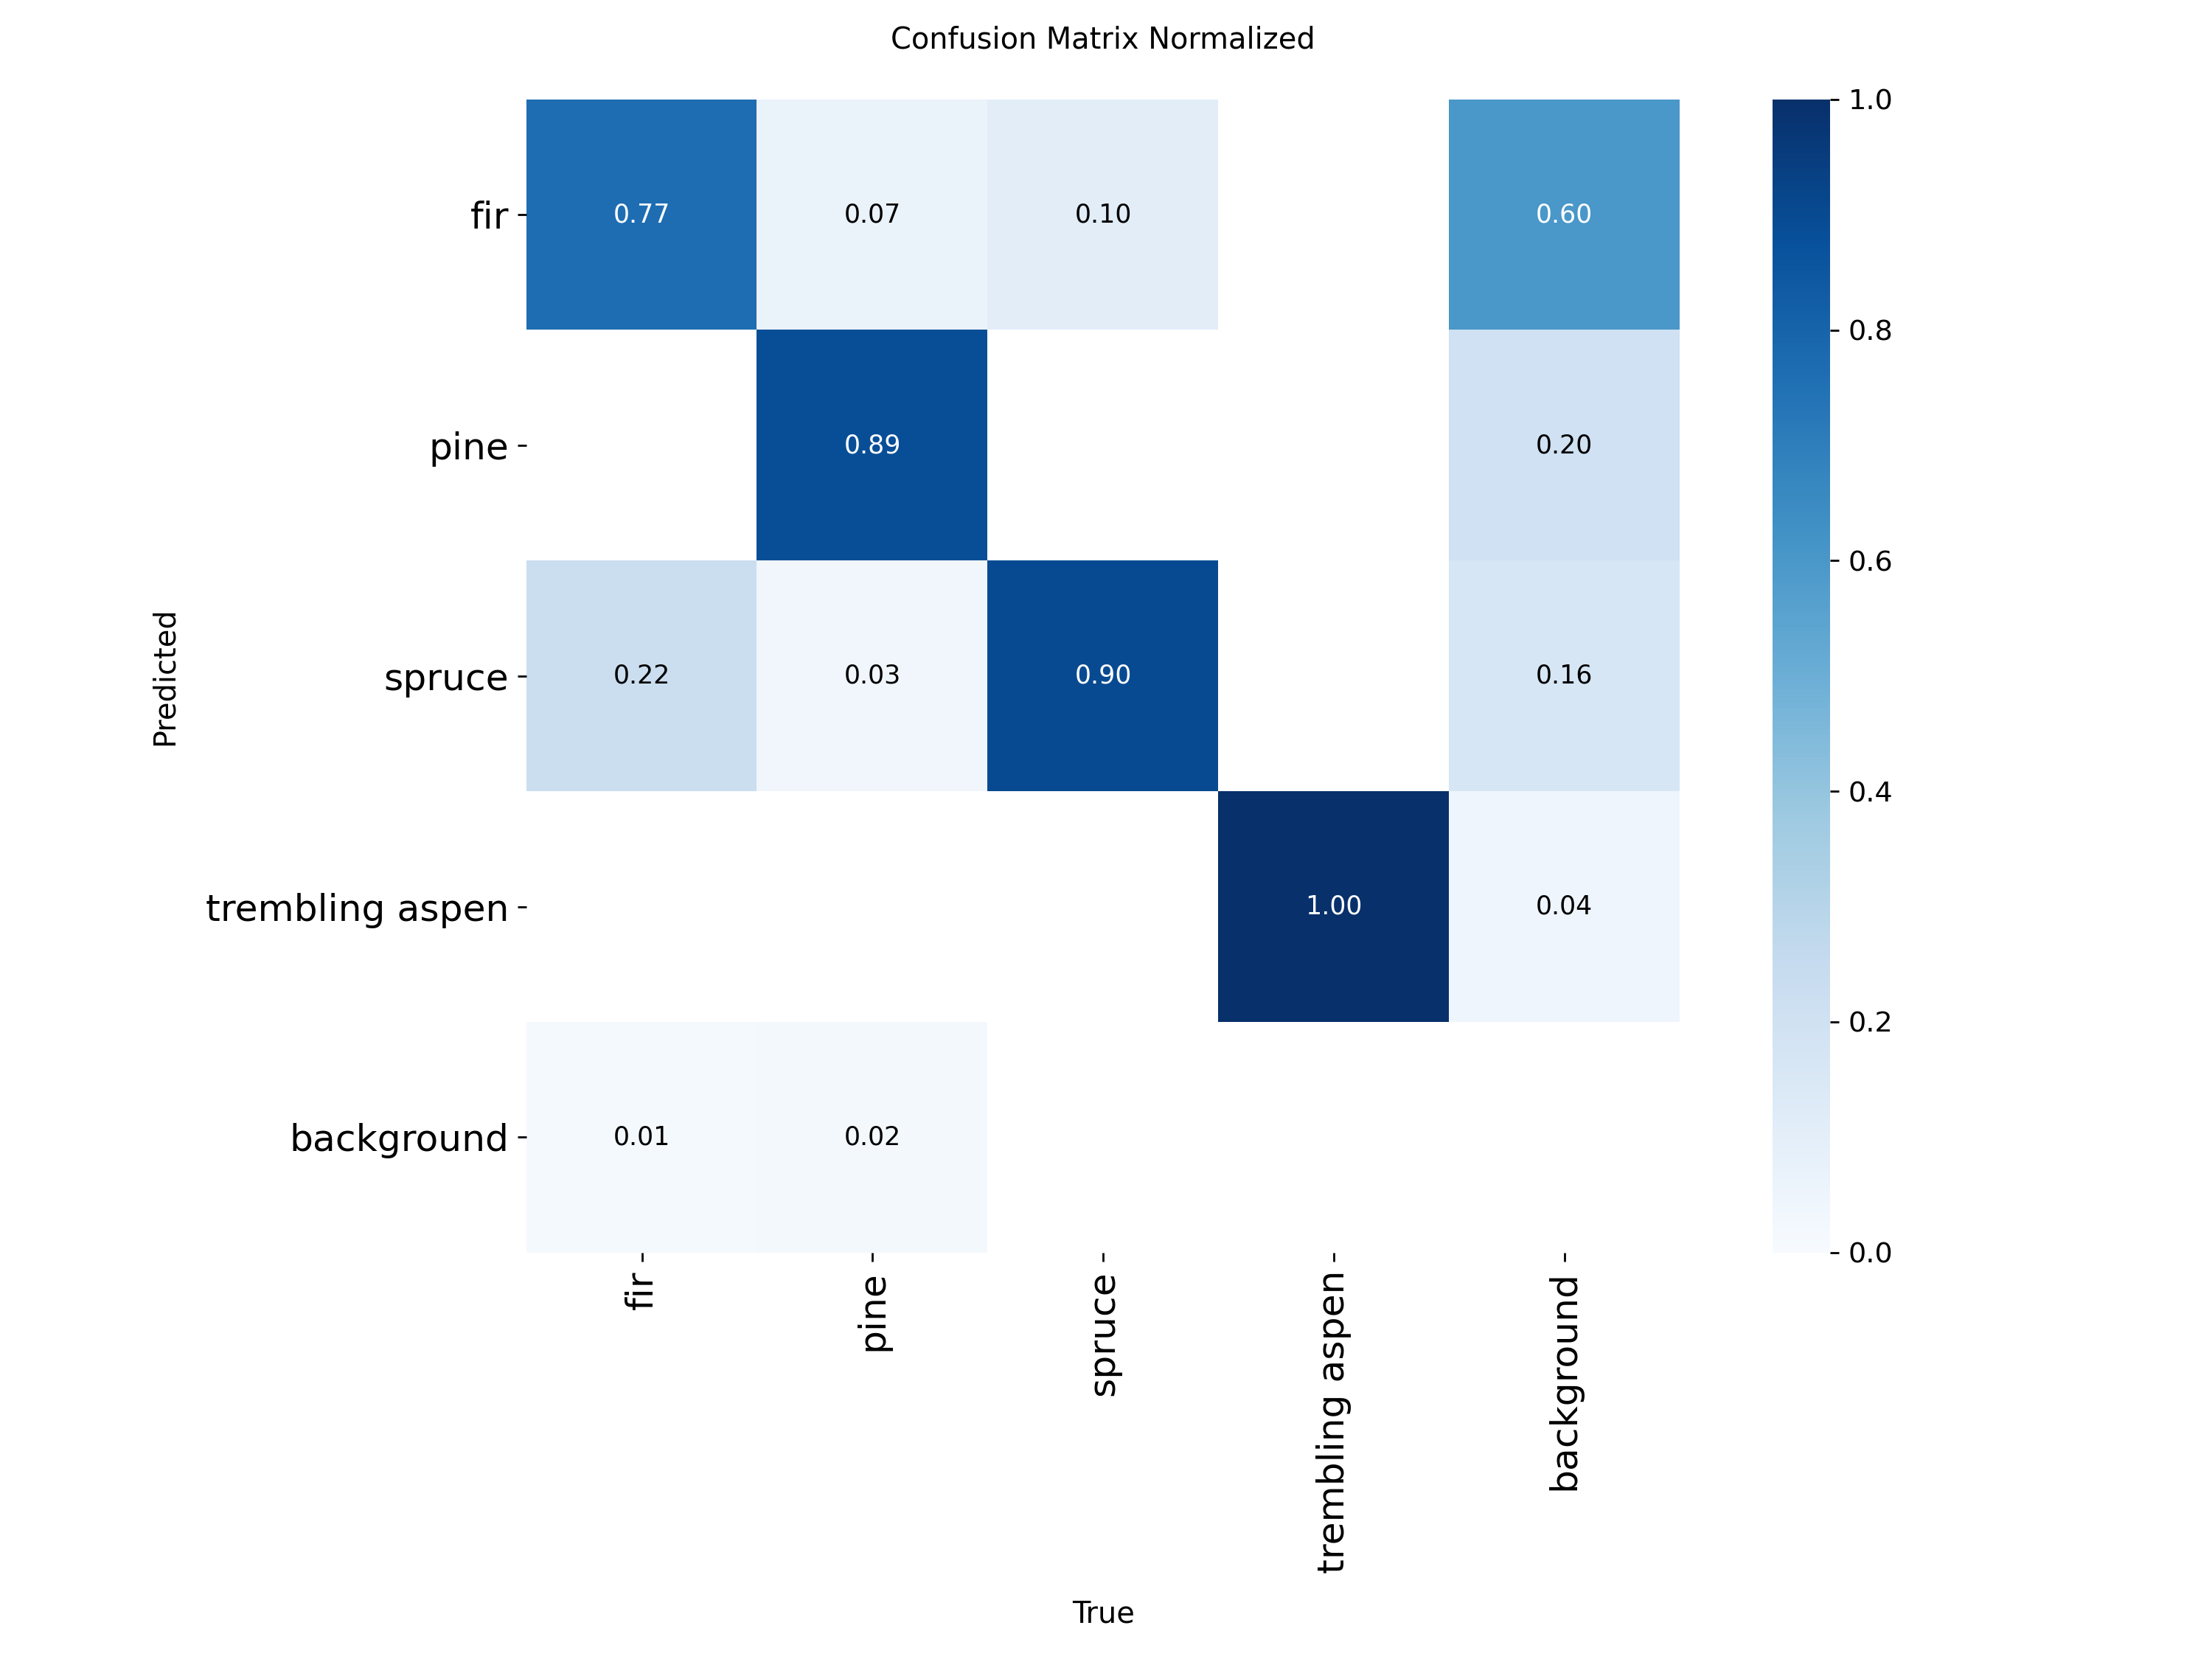 Confusion Matrix Normalized
fir
0.77
0.07
0.10
0.60
pine
0.89
0.20
spruce
0.22
0.03
0.90
0.16
trembling aspen
1.00
0.04
background
0.01
0.02
fir
pine
spruce
trembling aspen
background
Predicted
True
1.0
0.8
0.6
0.4
0.2
0.0